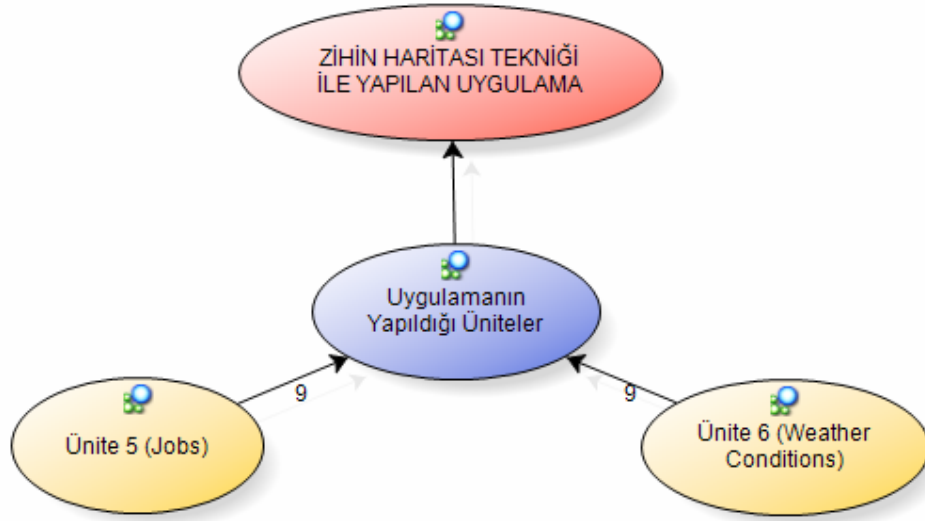 ZİHİN HARİTASI TEKNİĞİ
İLE YAPILAN UYGULAMA
Uygulamanın
Yapıldığı Üniteler
9
9
Ünite 5 (Jobs)
Ünite 6 (Weather
Conditions)